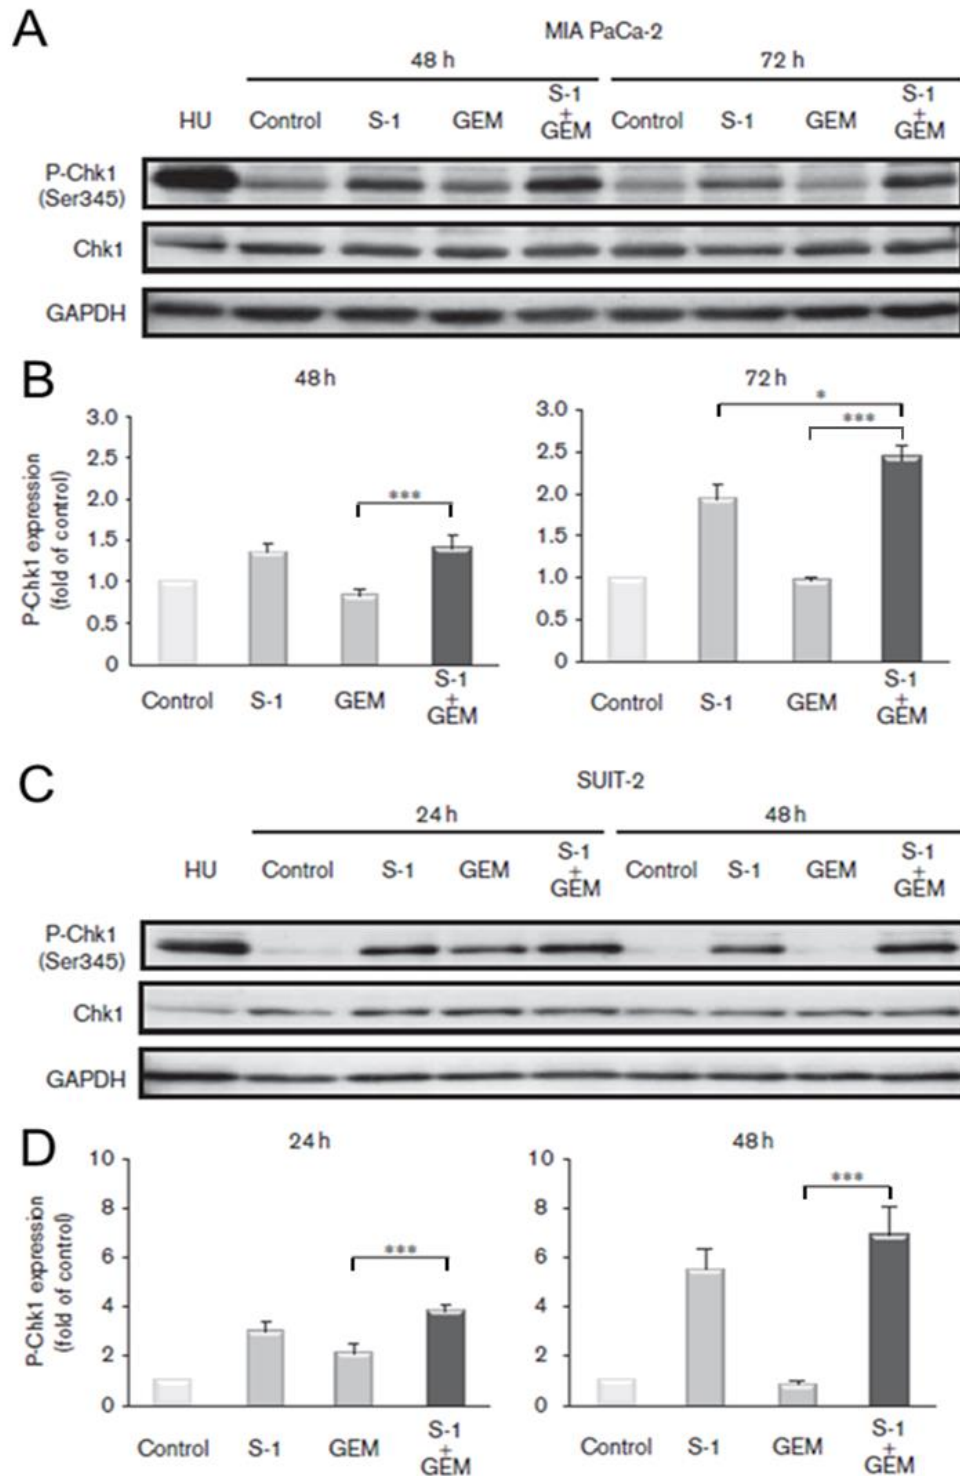 A
MIA PaCa-2
48 h
72 h
HU
Control
S-1
GEM
S-1
+
GEM
Control
S-1
GEM
S-1
+
GEM
P-Chk1
(Ser345)
Chk1
GAPDH
B
48 h
P-Chk1 expression
(fold of control)
3.0
2.5
2.0
1.5
1.0
0.5
0
***
Control
S-1
GEM
S-1
+
GEM
72 h
3.0
2.5
2.0
1.5
1.0
0.5
0
*
***
Control
S-1
GEM
S-1
+
GEM
C
SUIT-2
24 h
48 h
HU
Control
S-1
GEM
S-1
+
GEM
Control
S-1
GEM
S-1
+
GEM
P-Chk1
(Ser345)
Chk1
GAPDH
D
24 h
P-Chk1 expression
(fold of control)
10
8
6
4
2
0
***
Control
S-1
GEM
S-1
+
GEM
48 h
10
8
6
4
2
0
***
Control
S-1
GEM
S-1
+
GEM